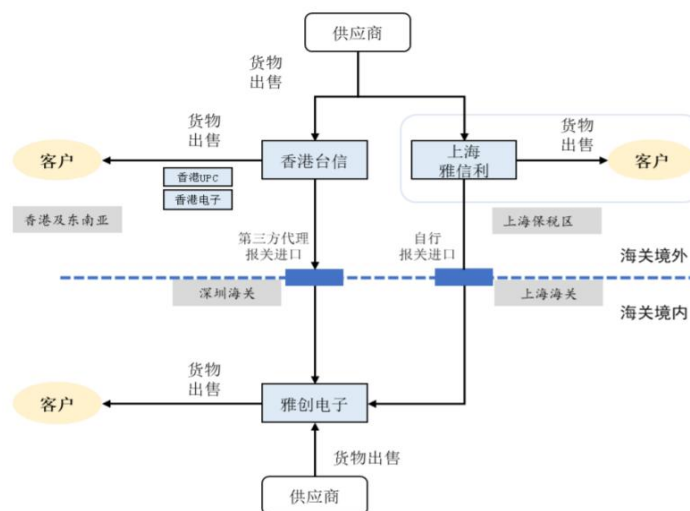 供应商
货物
出售
货物
出售
货物
出售
客户
香港台信
上海
雅信利
客户
香港UPC
香港电子
香港及东南亚
上海保税区
第三方代理
报关进口
自行
报关进口
海关境外
深圳海关
上海海关
海关境内
货物
出售
客户
雅创电子
货物出售
供应商